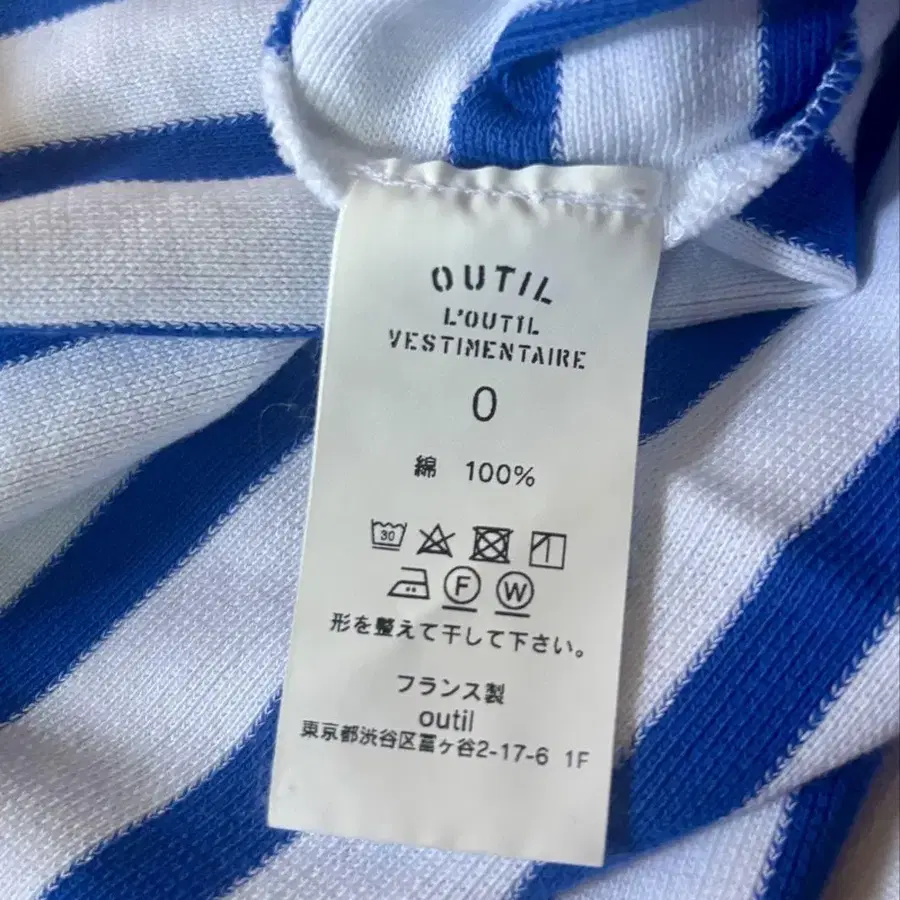 OUTIL
L'OUTIL
VESTIMENTAIRE
0
綿 100%
30
F W
形を整えて干して下さい。
フランス製
outil
東京都渋谷区富ヶ谷2-17-6 1F